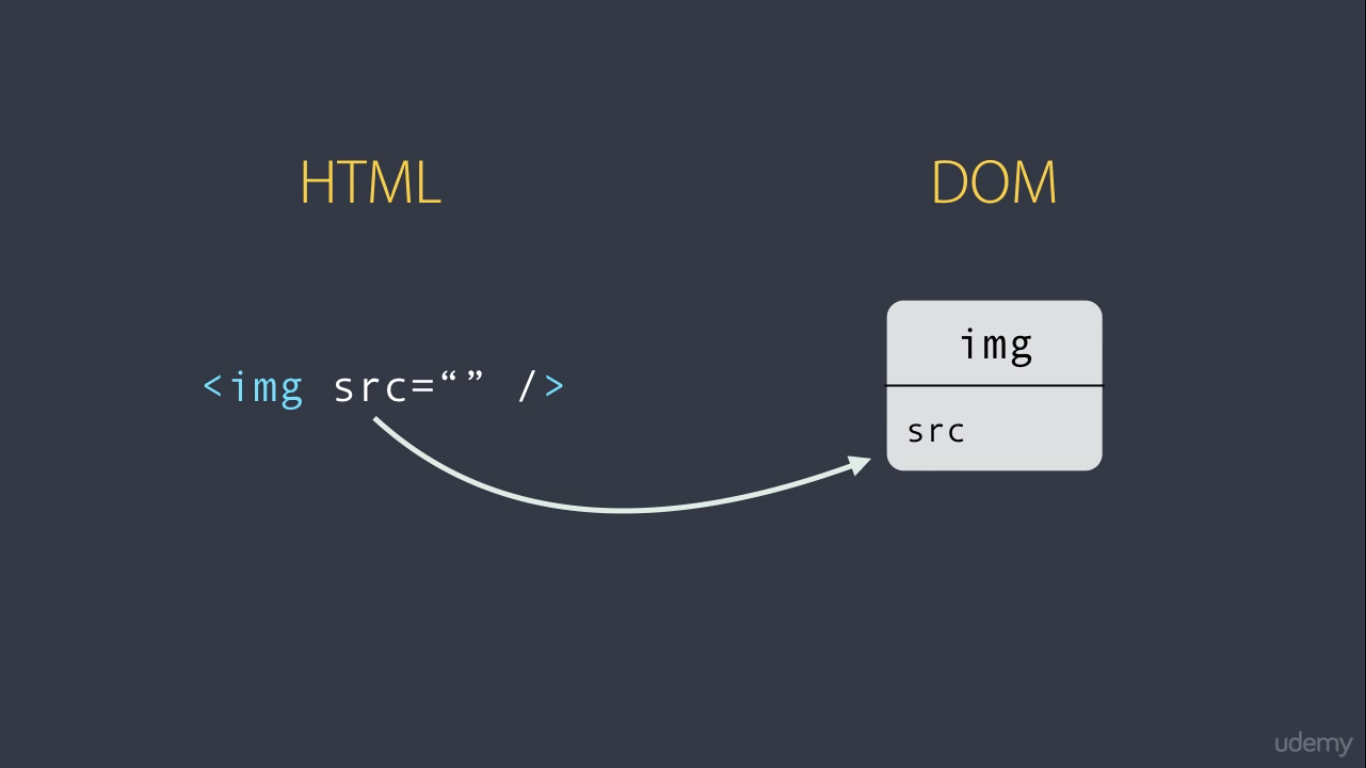 HTML
DOM
<img src=“” />
img
src
udemy